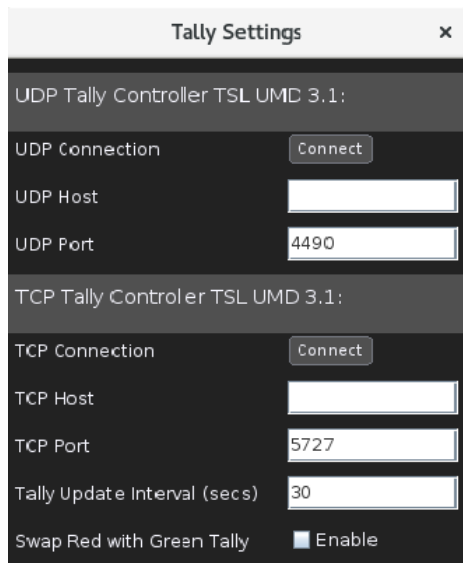 Tally Settings ×
UDP Tally Controller TSL UMD 3.1:
UDP Connection Connect
UDP Host
UDP Port 4490
TCP Tally Controler TSL UMD 3.1:
TCP Connection Connect
TCP Host
TCP Port 5727
Tally Update Interval (secs) 30
Swap Red with Green Tally Enable